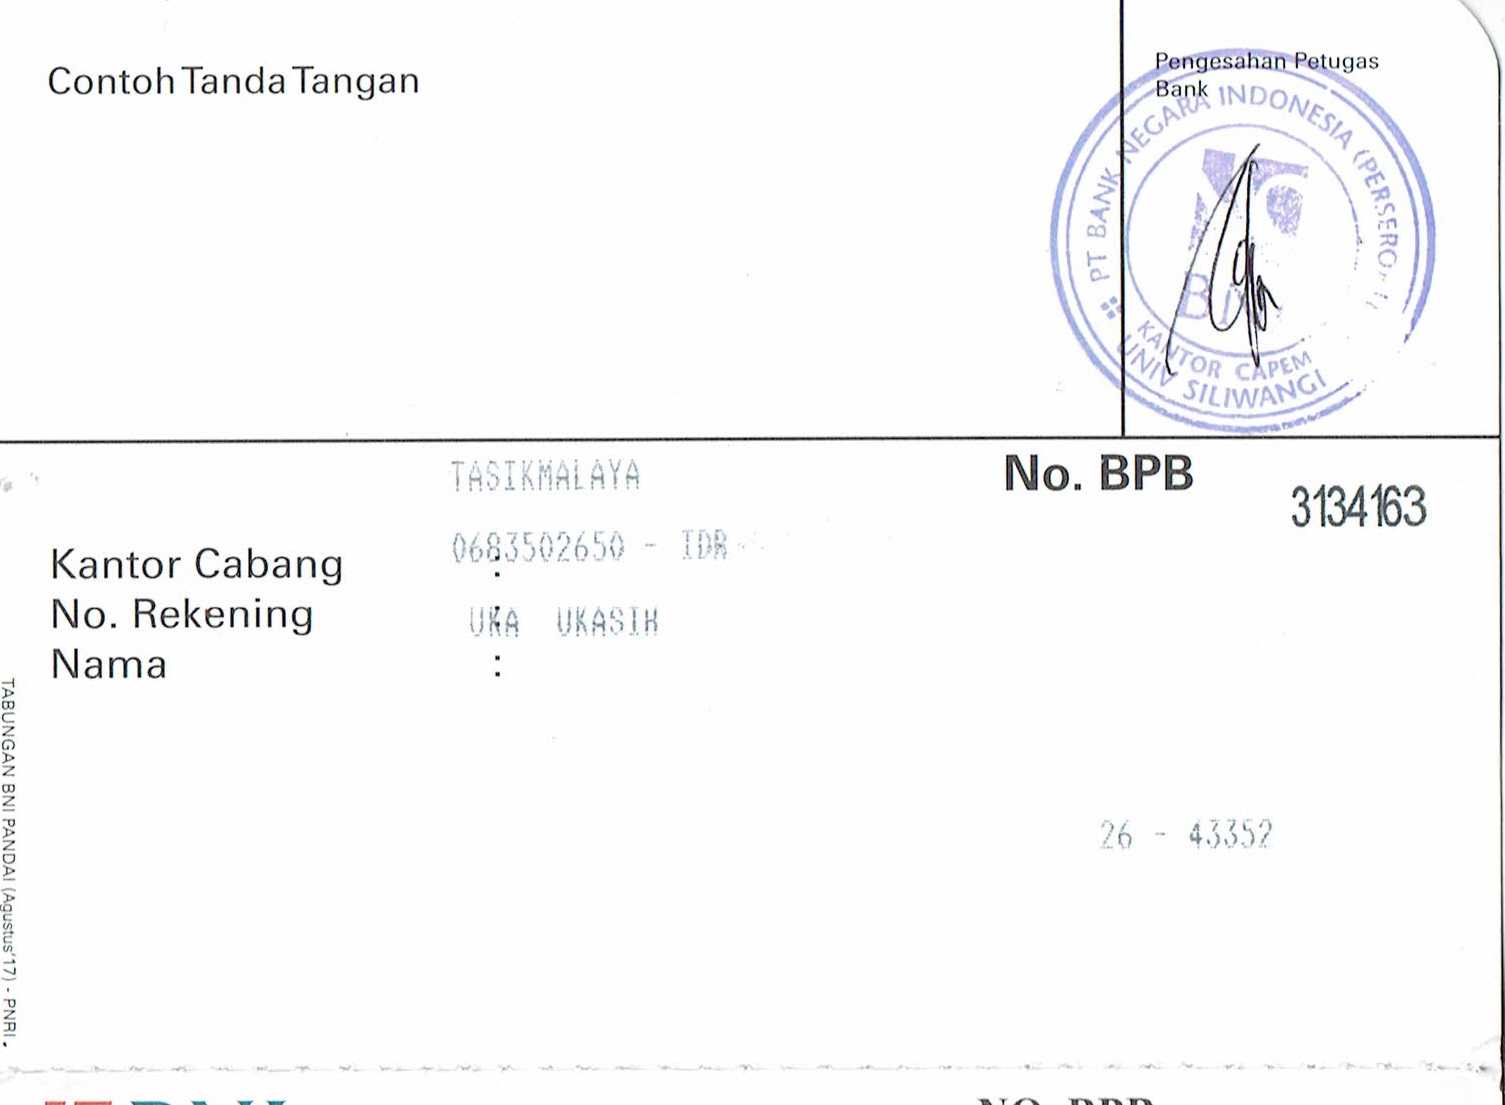 Contoh Tanda Tangan
Pengesahan Petugas
Bank
PT BANK NEGARA INDONESIA (PERSERO)
KANTOR CAPEM
UNIV SILIWANGI
TASIKMALAYA
No. BPB
3134163
0683502650 - IDR
Kantor Cabang :
No. Rekening :
UKA UKASIH
Nama :
26 - 43352
TABUNGAN BNI PANDAI (Agustus'17) - PNRI.
BNI
NO. BPB